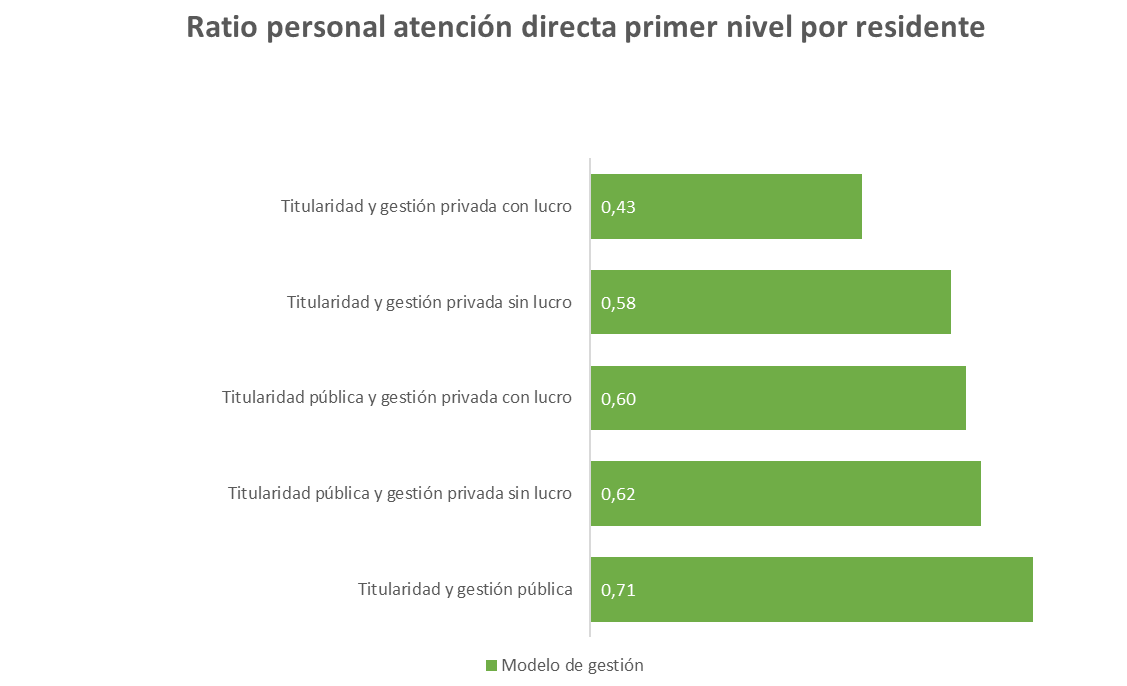 Ratio personal atención directa primer nivel por residente
Titularidad y gestión privada con lucro 0,43
Titularidad y gestión privada sin lucro 0,58
Titularidad pública y gestión privada con lucro 0,60
Titularidad pública y gestión privada sin lucro 0,62
Titularidad y gestión pública 0,71
Modelo de gestión